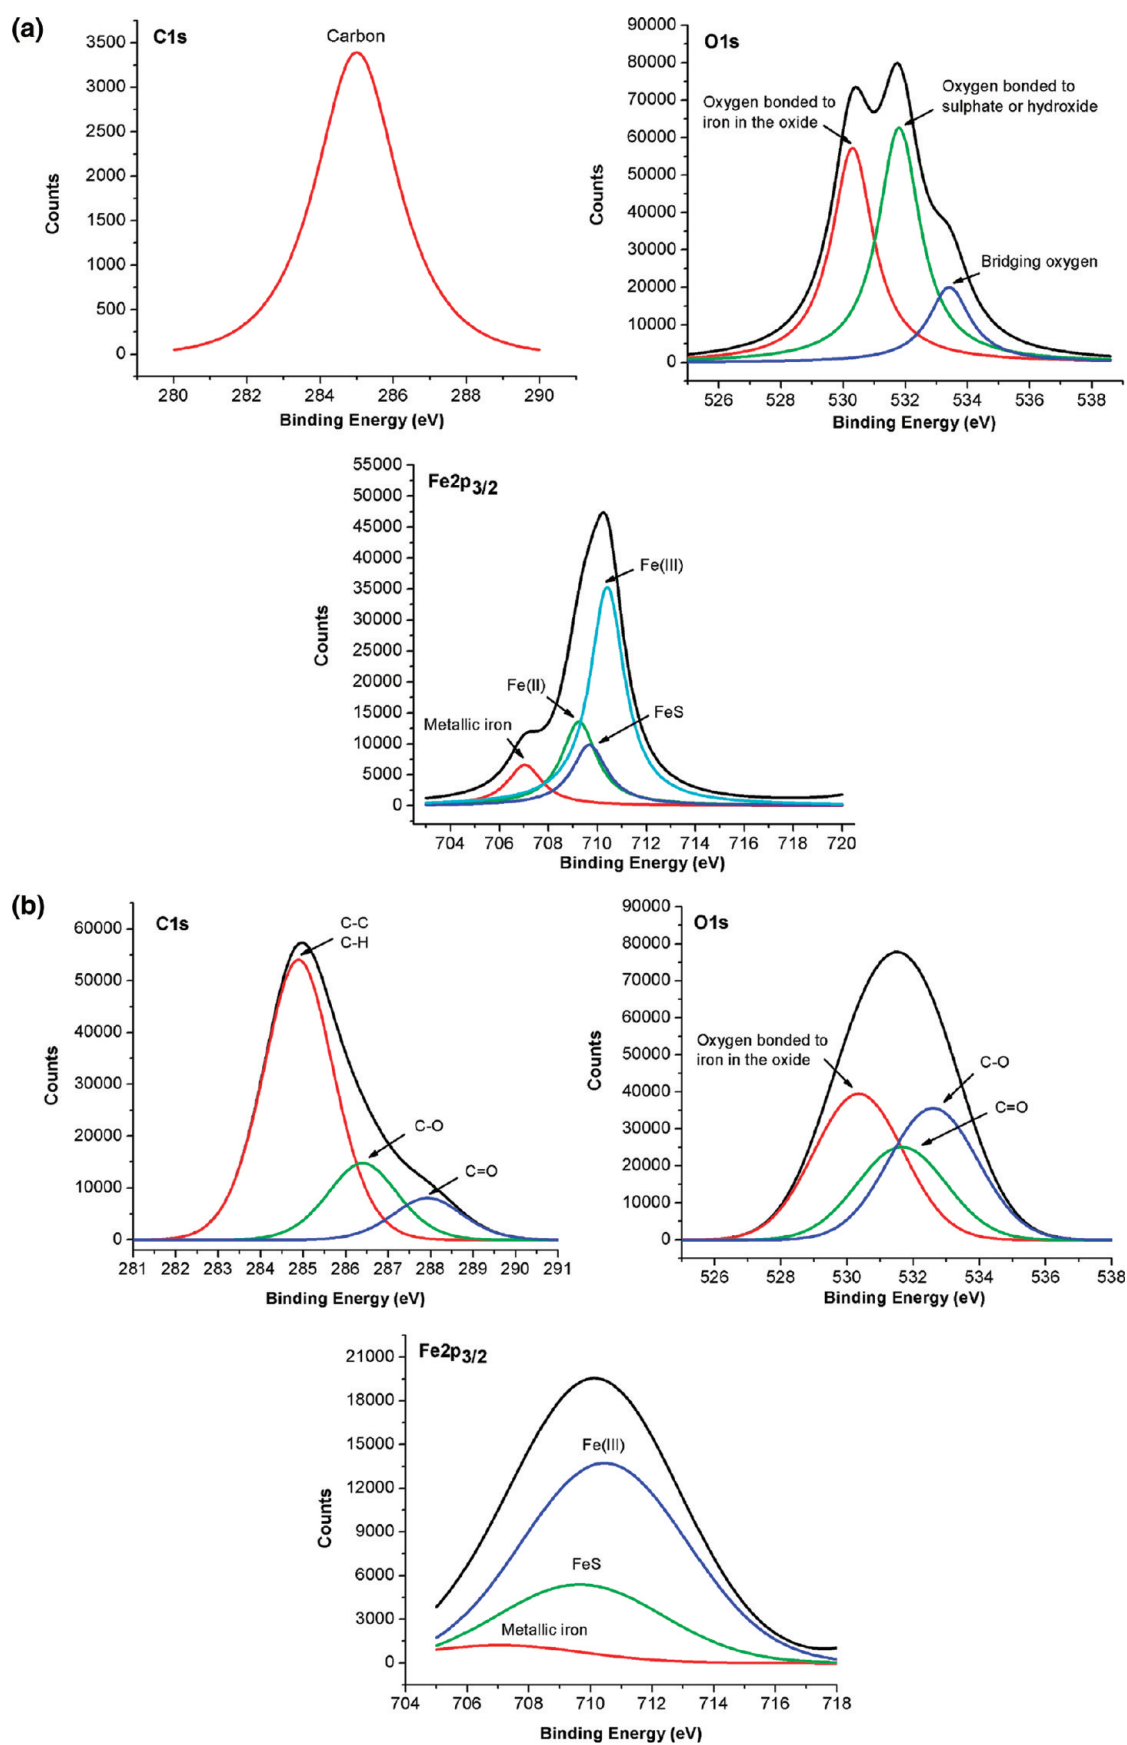 (a)
C1s
Carbon
3500
3000
2500
2000
1500
1000
500
0
Counts
280 282 284 286 288 290
Binding Energy (eV)
O1s
90000
80000
70000
60000
50000
40000
30000
20000
10000
0
Counts
Oxygen bonded to
iron in the oxide
Oxygen bonded to
sulphate or hydroxide
Bridging oxygen
526 528 530 532 534 536 538
Binding Energy (eV)
Fe2p3/2
55000
50000
45000
40000
35000
30000
25000
20000
15000
10000
5000
0
Counts
Fe(III)
Fe(II)
FeS
Metallic iron
704 706 708 710 712 714 716 718 720
Binding Energy (eV)
(b)
C1s
60000
50000
40000
30000
20000
10000
0
Counts
C-C
C-H
C-O
C=O
281 282 283 284 285 286 287 288 289 290 291
Binding Energy (eV)
O1s
90000
80000
70000
60000
50000
40000
30000
20000
10000
0
Counts
Oxygen bonded to
iron in the oxide
C-O
C=O
526 528 530 532 534 536 538
Binding Energy (eV)
Fe2p3/2
21000
18000
15000
12000
9000
6000
3000
0
Counts
Fe(III)
FeS
Metallic iron
704 706 708 710 712 714 716 718
Binding Energy (eV)